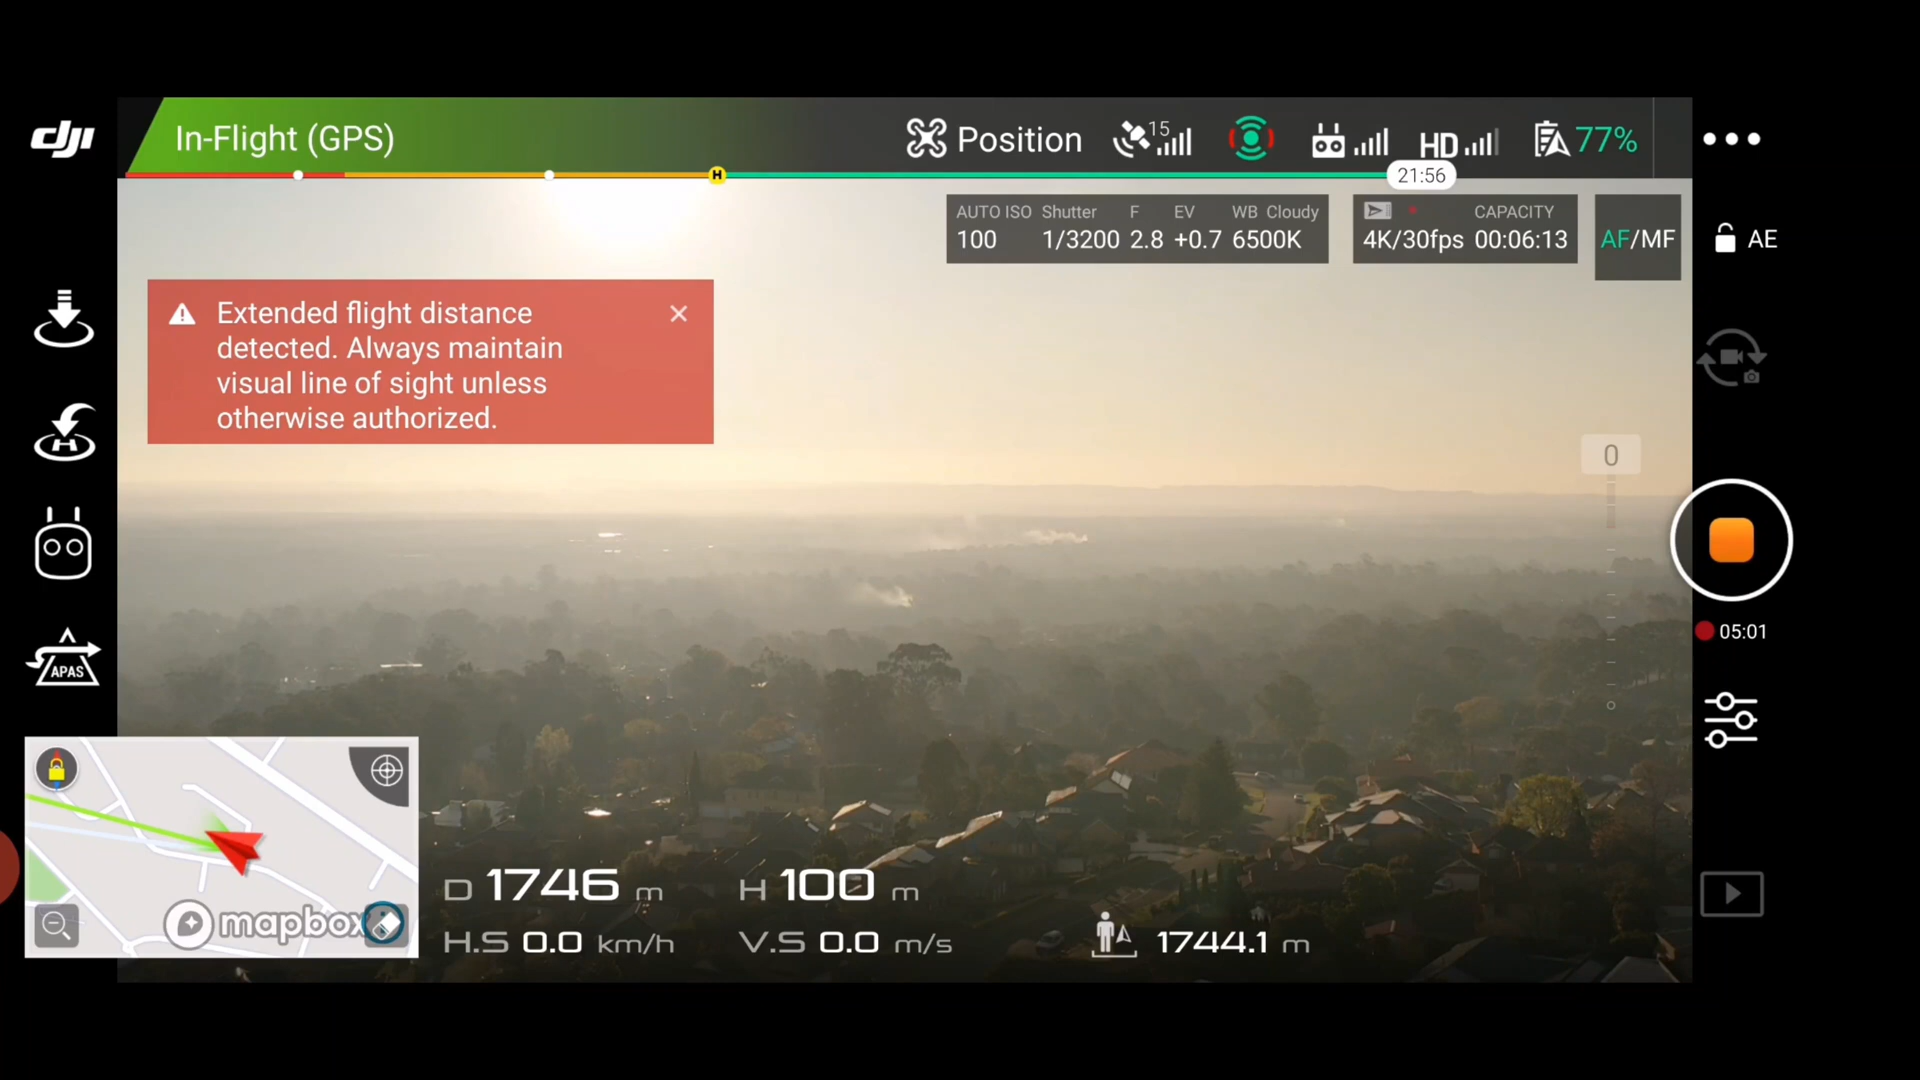 dji
In-Flight (GPS)
Position
15
HD
77%
H
21:56
AUTO ISO Shutter F EV WB Cloudy
100 1/3200 2.8 +0.7 6500K
CAPACITY
4K/30fps 00:06:13
AF/MF
AE
Extended flight distance
detected. Always maintain
visual line of sight unless
otherwise authorized.
H
0
APAS
05:01
mapbox
D 1746 m
H 100 m
H.S 0.0 km/h
V.S 0.0 m/s
1744.1 m